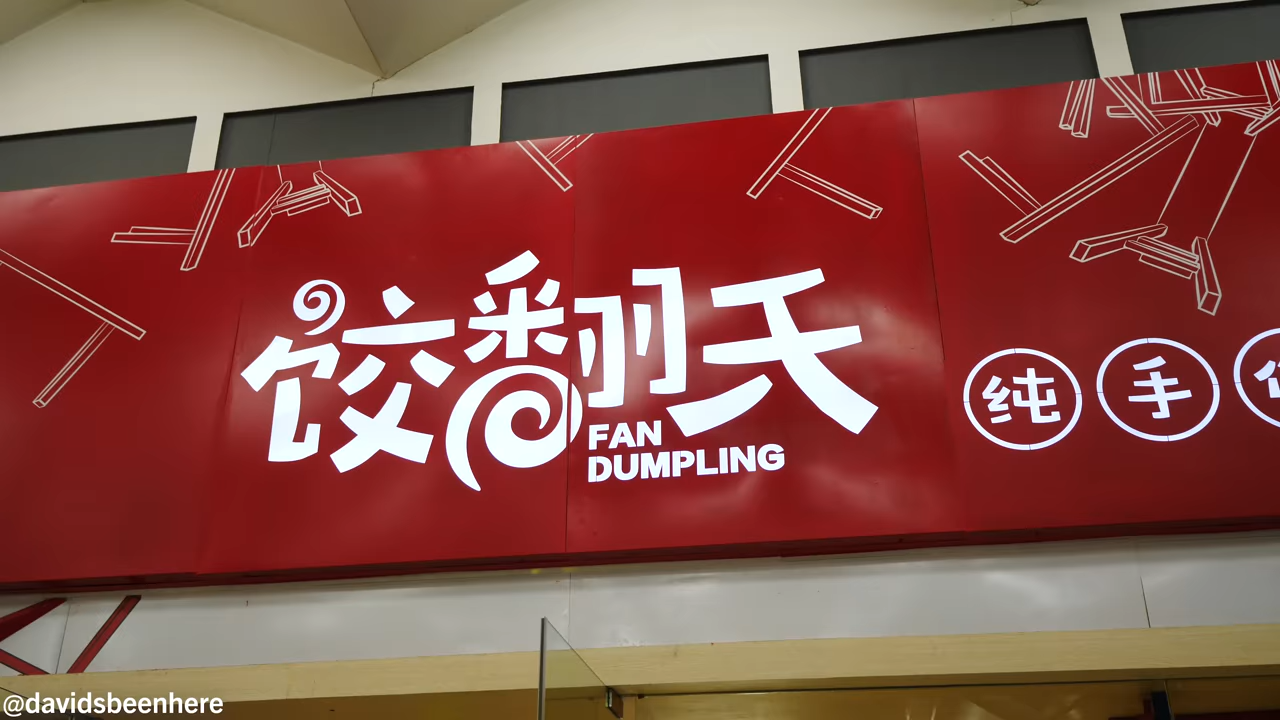 饺翻天
FAN
DUMPLING
纯手
@davidsbeenhere